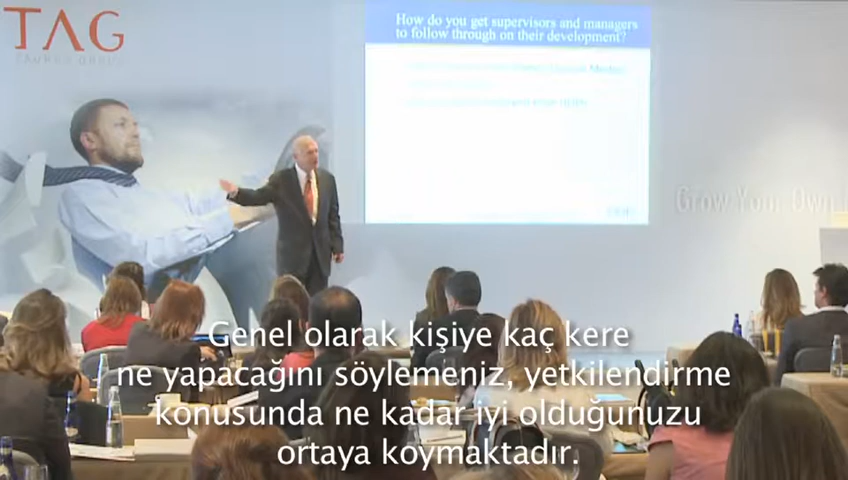 TAG
How do you get supervisors and managers
to follow through on their development?
Grow Your Own
Genel olarak kişiye kaç kere
ne yapacağını söylemeniz, yetkilendirme
konusunda ne kadar iyi olduğunuzu
ortaya koymaktadır.